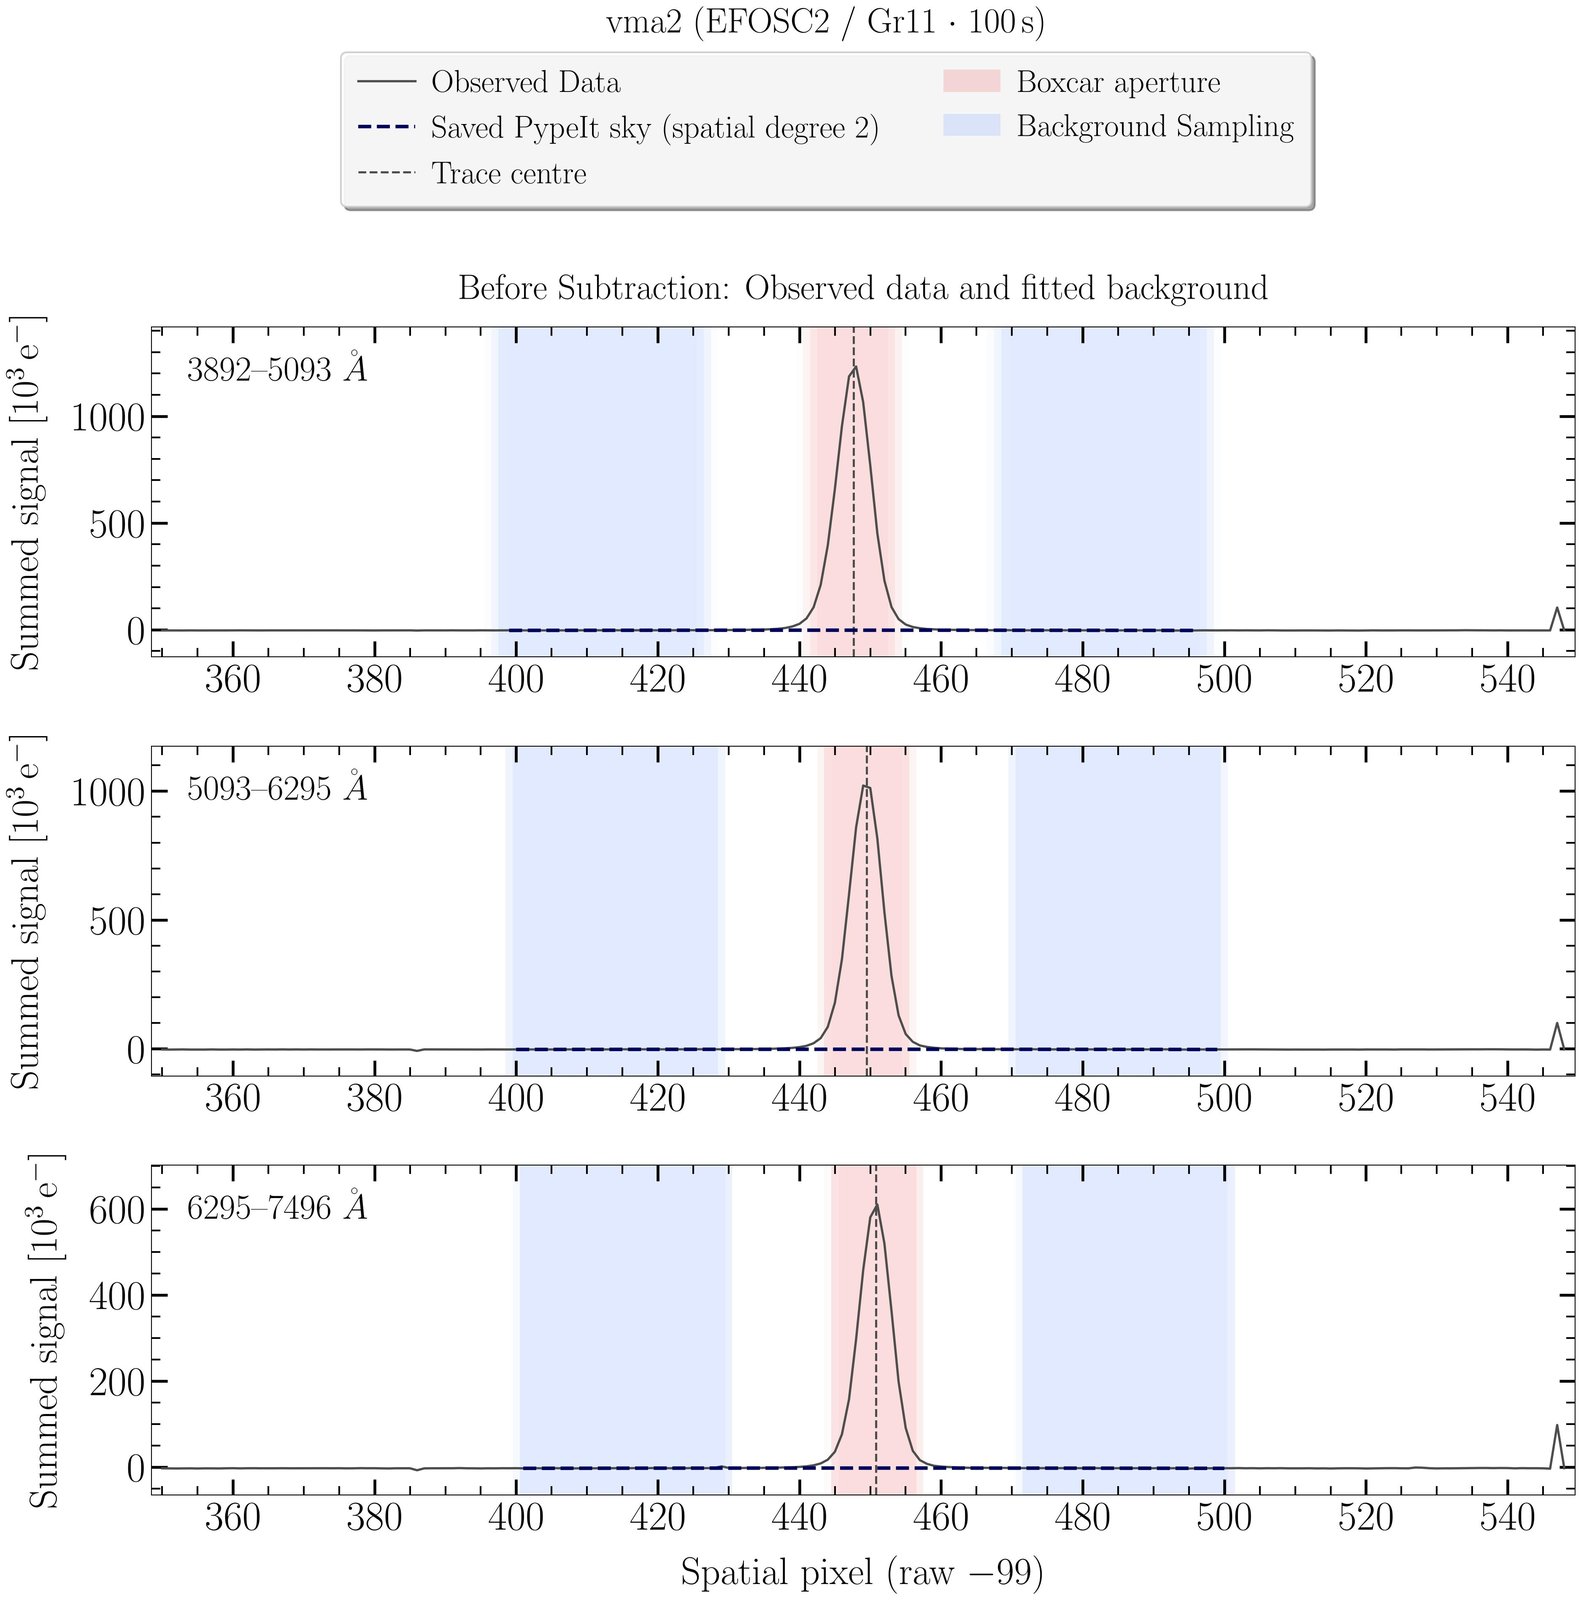 vma2 (EFOSC2 / Gr11 · 100 s)
Observed Data
Saved PypeIt sky (spatial degree 2)
Trace centre
Boxcar aperture
Background Sampling
Before Subtraction: Observed data and fitted background
Summed signal [10³ e⁻]
3892–5093 Å
1000
500
0
360 380 400 420 440 460 480 500 520 540
Summed signal [10³ e⁻]
5093–6295 Å
1000
500
0
360 380 400 420 440 460 480 500 520 540
Summed signal [10³ e⁻]
6295–7496 Å
600
400
200
0
360 380 400 420 440 460 480 500 520 540
Spatial pixel (raw −99)